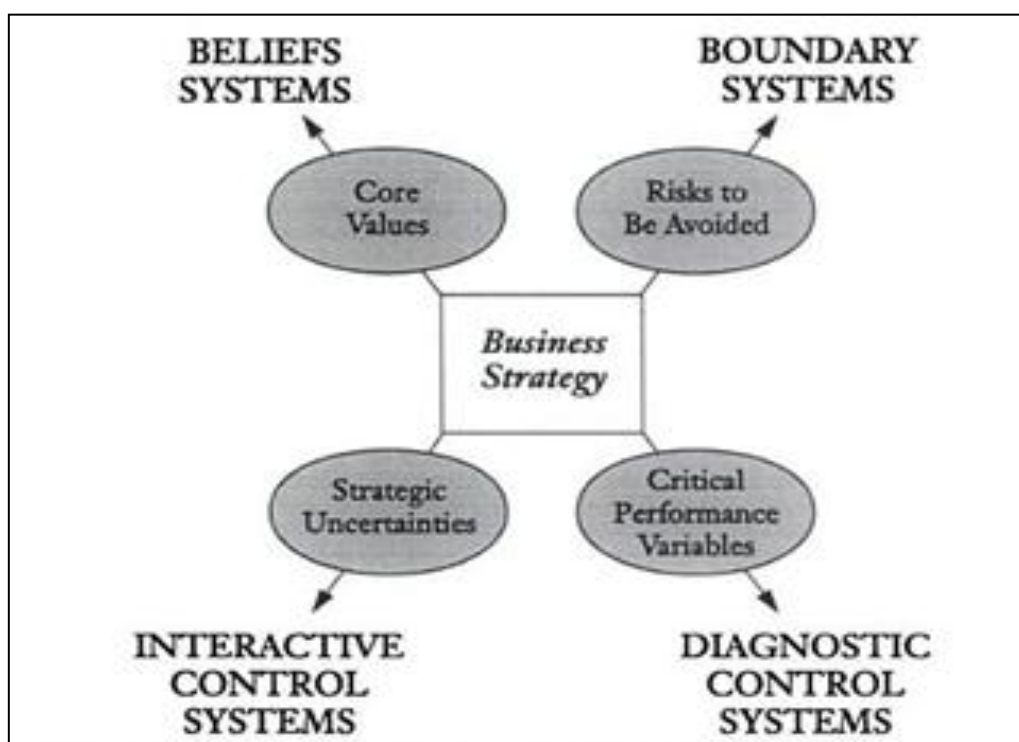 BELIEFS
SYSTEMS
BOUNDARY
SYSTEMS
Core
Values
Risks to
Be Avoided
Business
Strategy
Strategic
Uncertainties
Critical
Performance
Variables
INTERACTIVE
CONTROL
SYSTEMS
DIAGNOSTIC
CONTROL
SYSTEMS